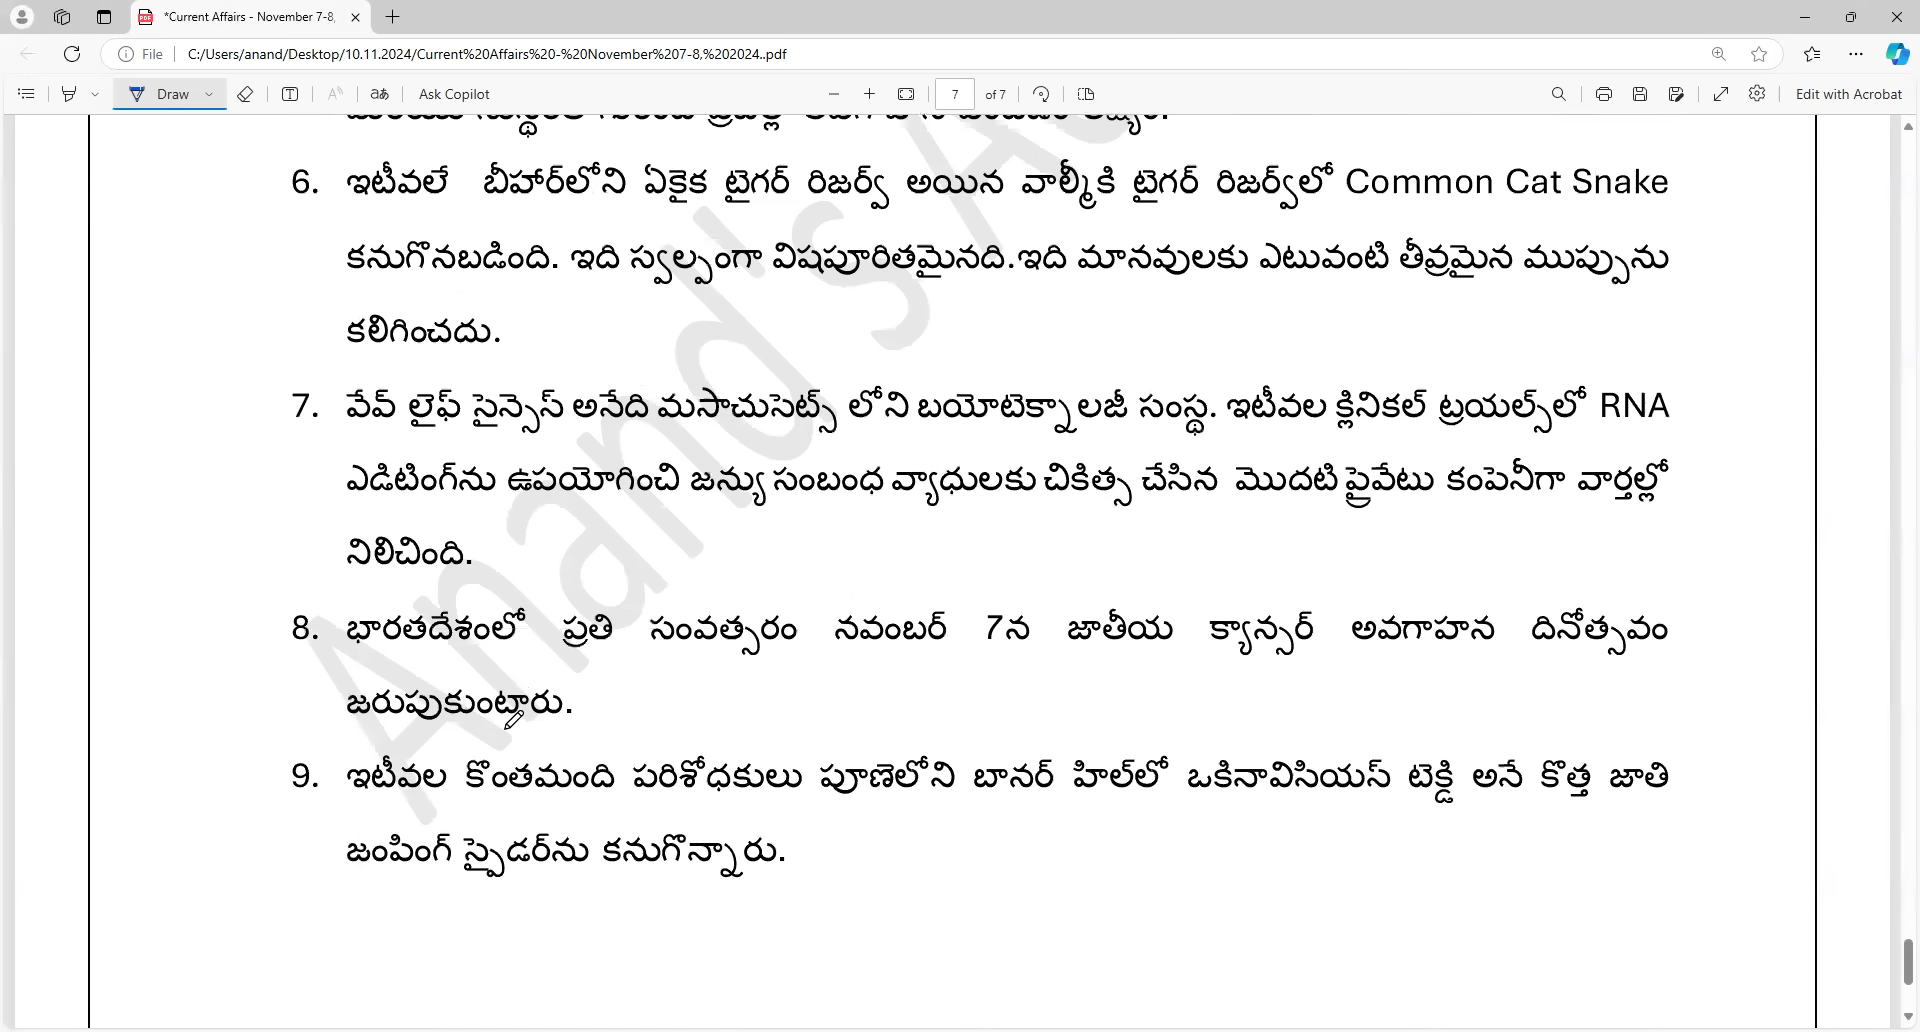 *Current Affairs - November 7-8,
File C:/Users/anand/Desktop/10.11.2024/Current%20Affairs%20-%20November%207-8,%202024..pdf
Draw aあ Ask Copilot 7 of 7 Edit with Acrobat
6. ఇటీవలే బీహార్‌లోని ఏకైక టైగర్ రిజర్వ్ అయిన వాల్మీకి టైగర్ రిజర్వ్‌లో Common Cat Snake
కనుగొనబడింది. ఇది స్వల్పంగా విషపూరితమైనది.ఇది మానవులకు ఎటువంటి తీవ్రమైన ముప్పును
కలిగించదు.
7. వేవ్ లైఫ్ సైన్సెస్ అనేది మసాచుసెట్స్ లోని బయోటెక్నాలజీ సంస్థ. ఇటీవల క్లినికల్ ట్రయల్స్‌లో RNA
ఎడిటింగ్‌ను ఉపయోగించి జన్యు సంబంధ వ్యాధులకు చికిత్స చేసిన మొదటి ప్రైవేటు కంపెనీగా వార్తల్లో
నిలిచింది.
8. భారతదేశంలో ప్రతి సంవత్సరం నవంబర్ 7న జాతీయ క్యాన్సర్ అవగాహన దినోత్సవం
జరుపుకుంటారు.
9. ఇటీవల కొంతమంది పరిశోధకులు పూణెలోని బానర్ హిల్‌లో ఒకినావిసియస్ టెక్డి అనే కొత్త జాతి
జంపింగ్ స్పైడర్‌ను కనుగొన్నారు.
Anand's